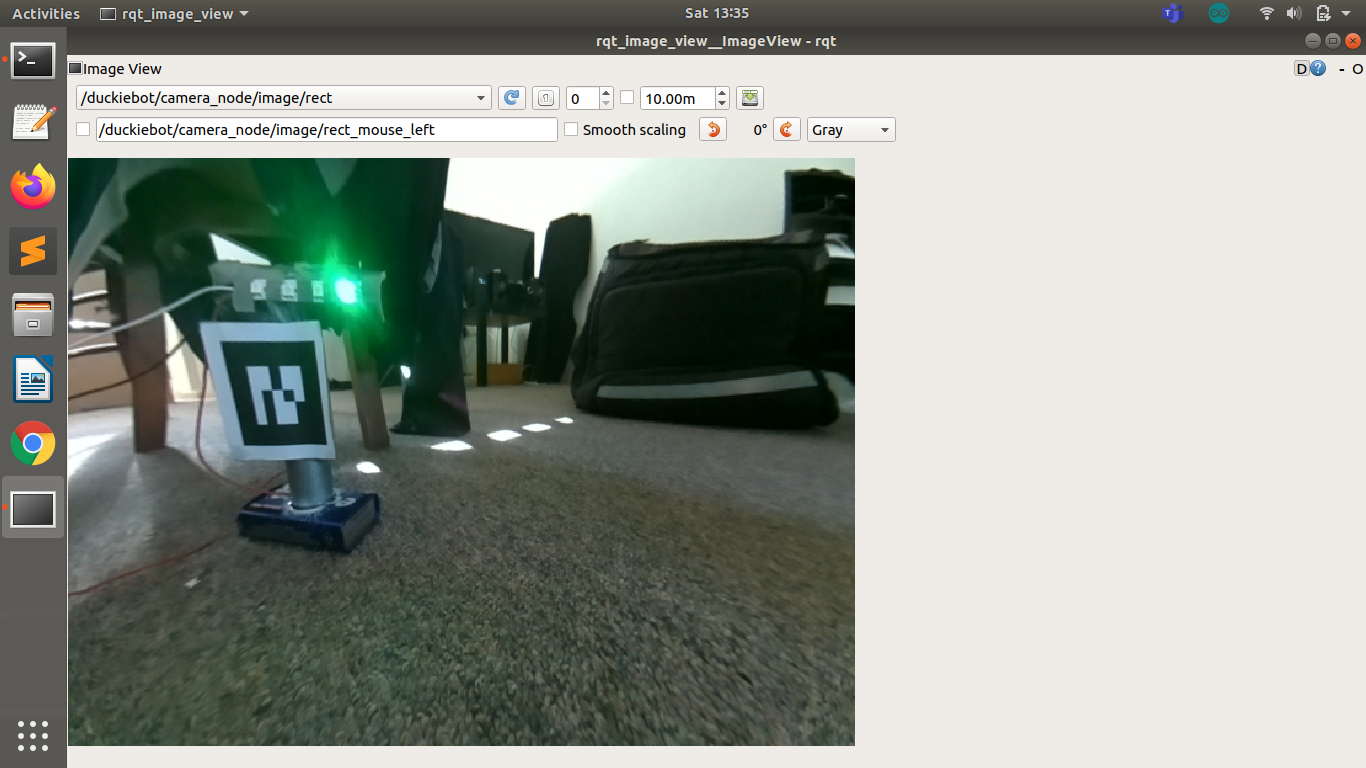 Activities rqt_image_view Sat 13:35
rqt_image_view__ImageView - rqt
Image View D ? - O
/duckiebot/camera_node/image/rect 0 10.00m
/duckiebot/camera_node/image/rect_mouse_left Smooth scaling 0° Gray